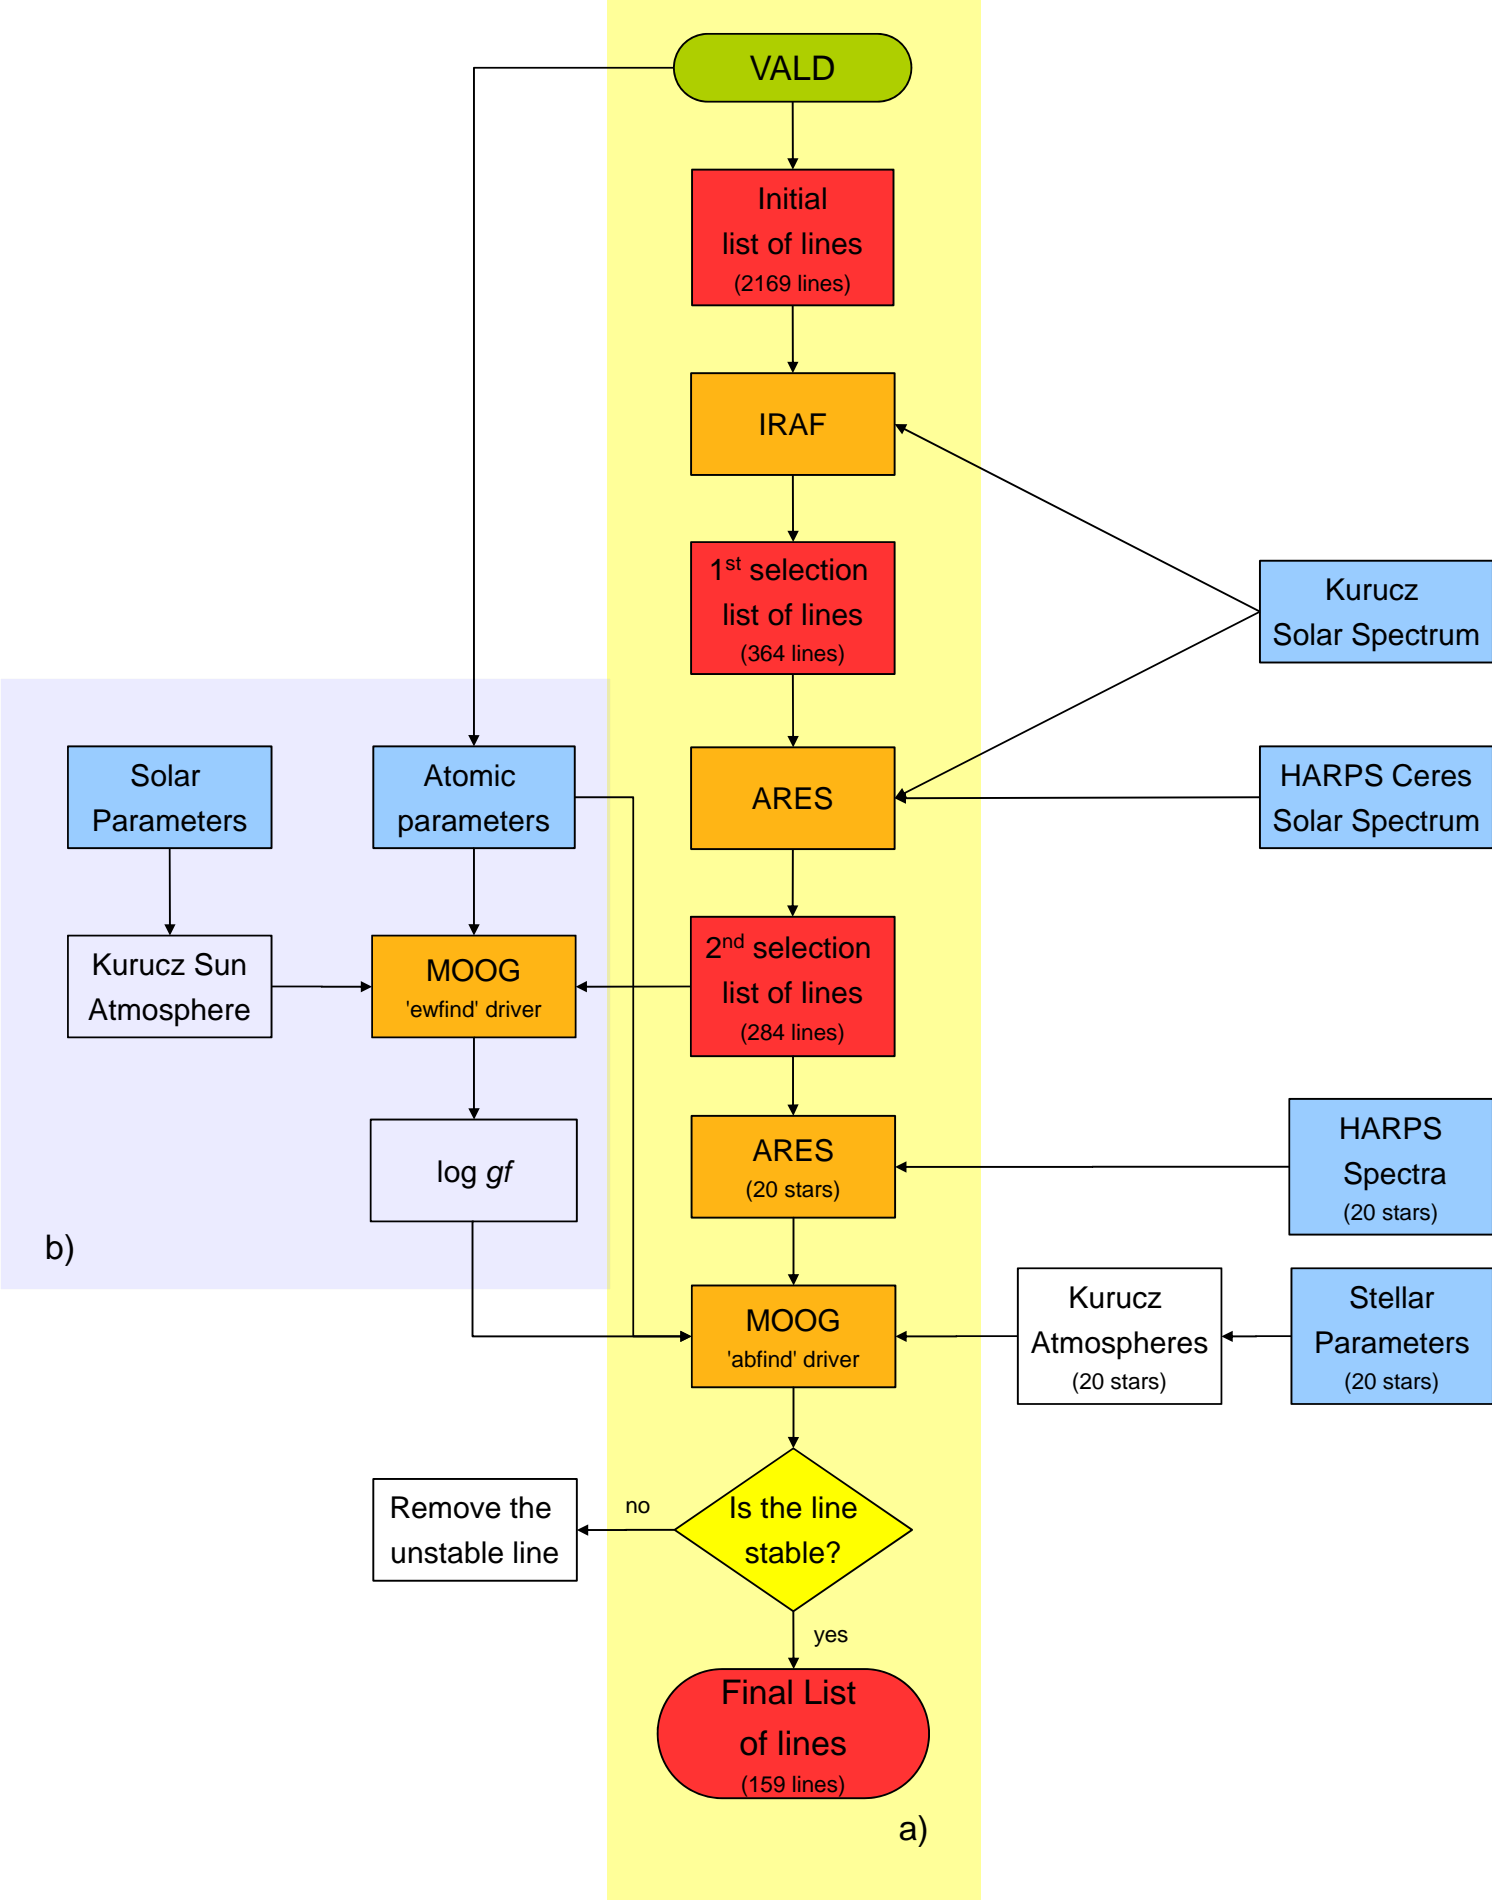 VALD
Initial
list of lines
(2169 lines)
IRAF
1st selection
list of lines
(364 lines)
Kurucz
Solar Spectrum
Solar
Parameters
Atomic
parameters
ARES
HARPS Ceres
Solar Spectrum
Kurucz Sun
Atmosphere
MOOG
'ewfind' driver
2nd selection
list of lines
(284 lines)
log gf
ARES
(20 stars)
HARPS
Spectra
(20 stars)
b)
MOOG
'abfind' driver
Kurucz
Atmospheres
(20 stars)
Stellar
Parameters
(20 stars)
Remove the
unstable line
no
Is the line
stable?
yes
Final List
of lines
(159 lines)
a)